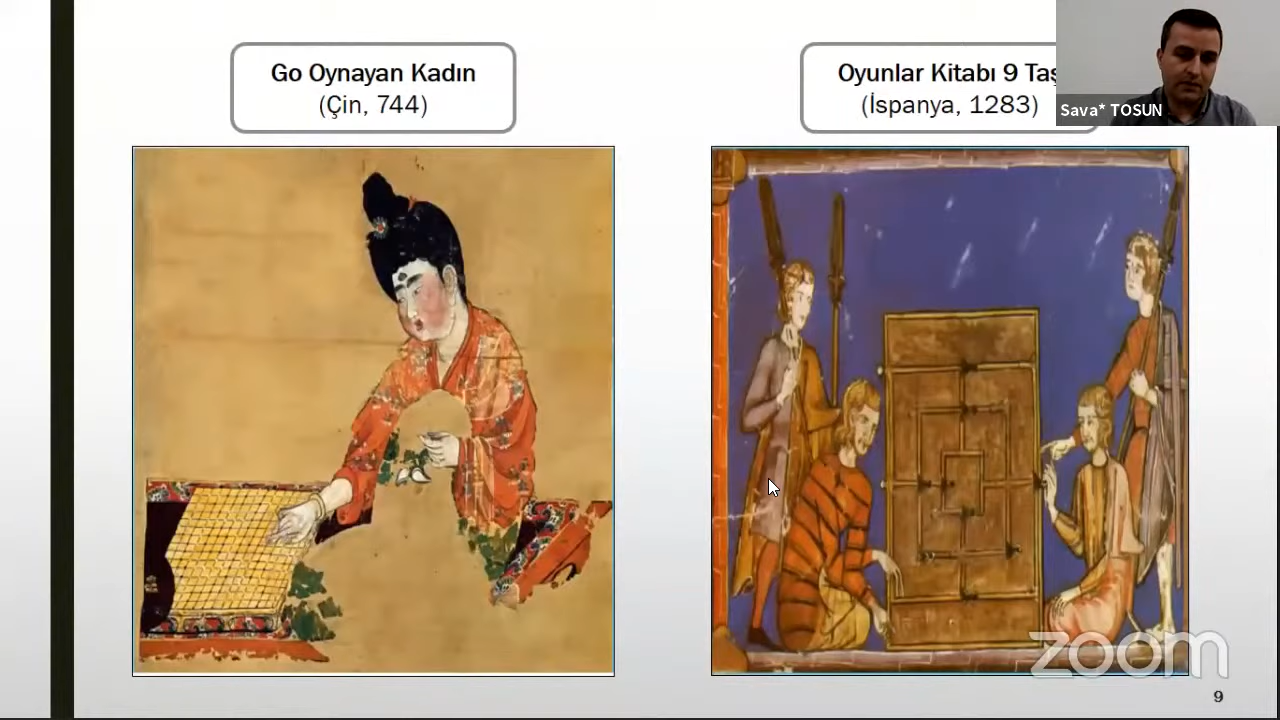 Go Oynayan Kadın
(Çin, 744)
Oyunlar Kitabı 9 Taş
(İspanya, 1283)
Sava* TOSUN
zoom
9